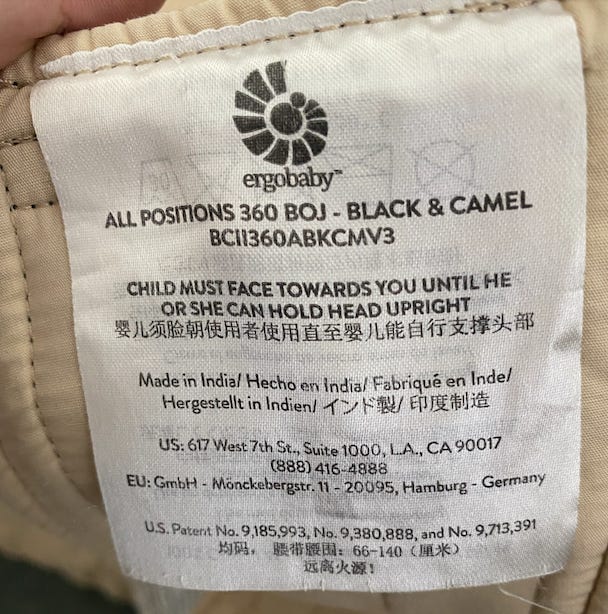 ergobaby™
ALL POSITIONS 360 BOJ - BLACK & CAMEL
BCII360ABKCMV3
CHILD MUST FACE TOWARDS YOU UNTIL HE
OR SHE CAN HOLD HEAD UPRIGHT
婴儿须脸朝使用者使用直至婴儿能自行支撑头部
Made in India/ Hecho en India/ Fabriqué en Inde/
Hergestellt in Indien/ インド製/ 印度制造
US: 617 West 7th St., Suite 1000, L.A., CA 90017
(888) 416-4888
EU: GmbH - Mönckebergstr. 11 - 20095, Hamburg - Germany
U.S. Patent No. 9,185,993, No. 9,380,888, and No. 9,713,391
均码， 腰带腰围：66-140（厘米）
远离火源！